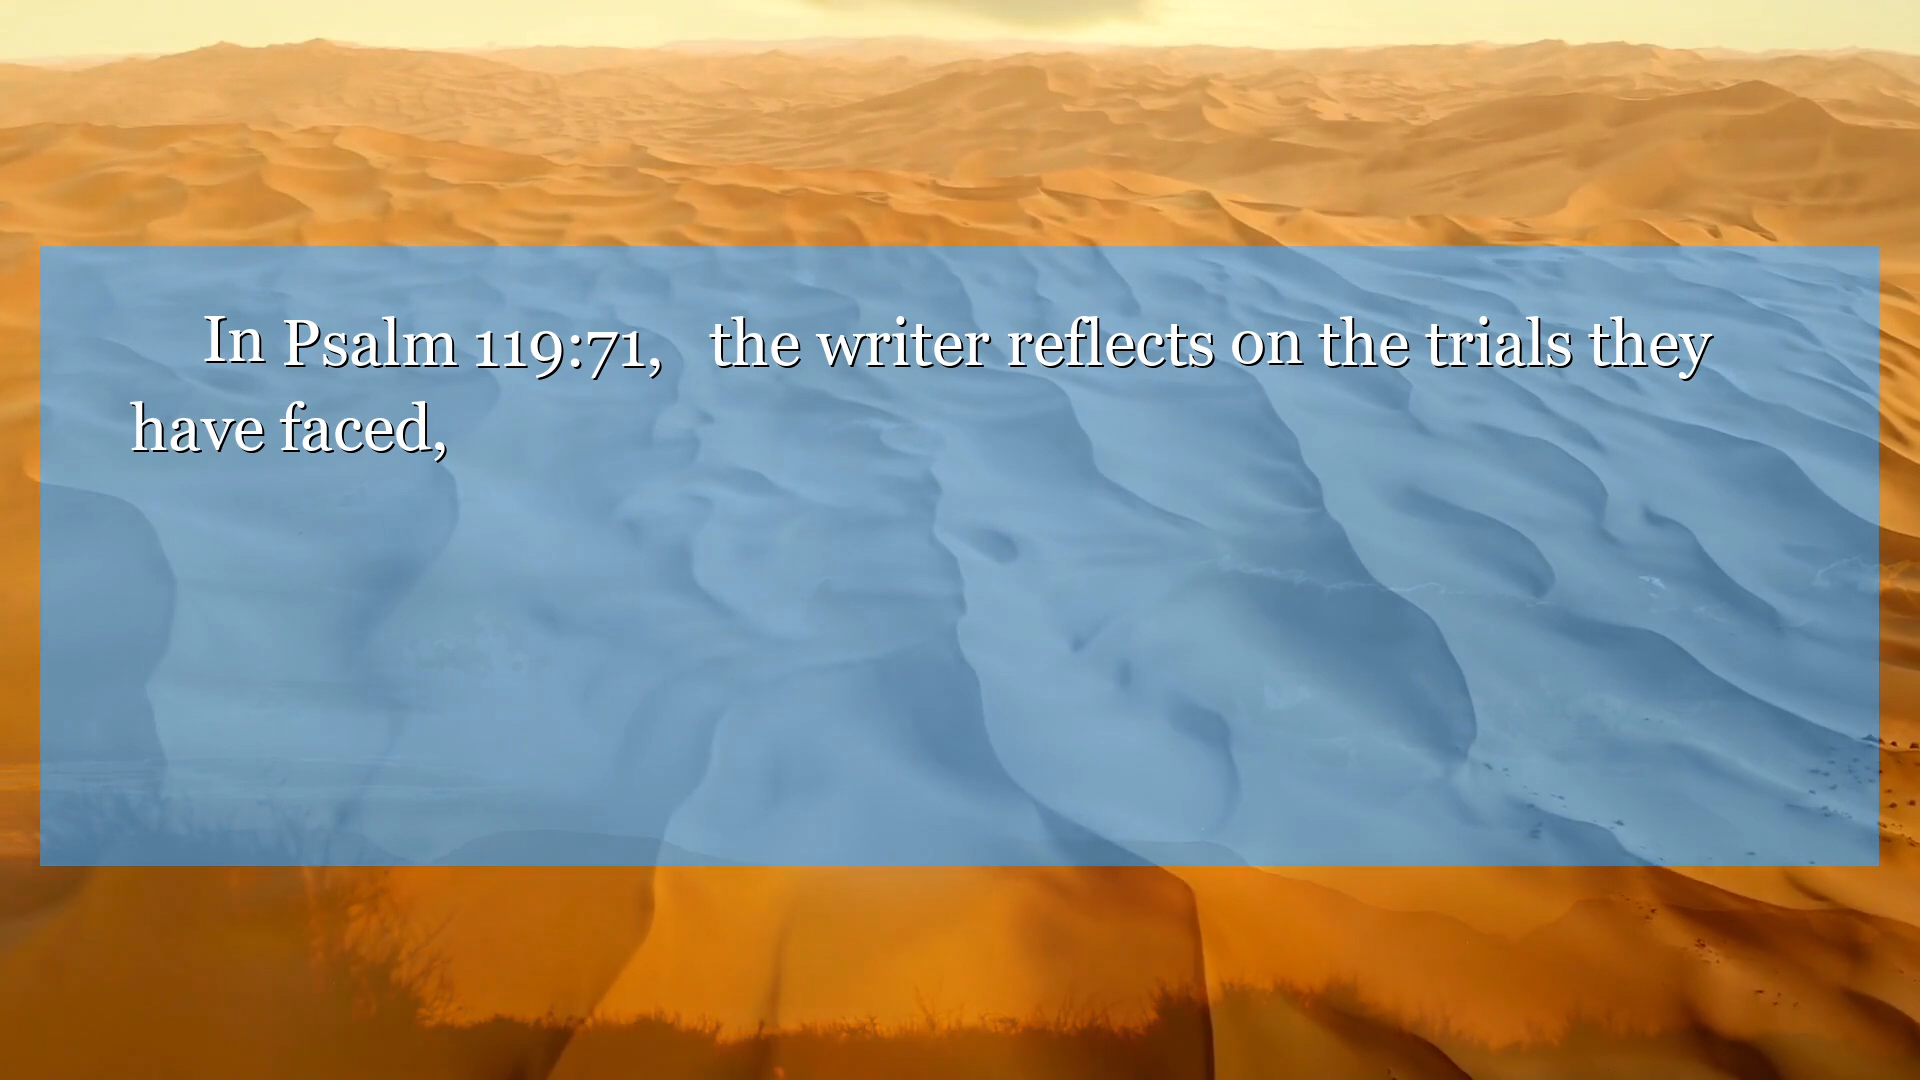 In Psalm 119:71, the writer reflects on the trials they
have faced,